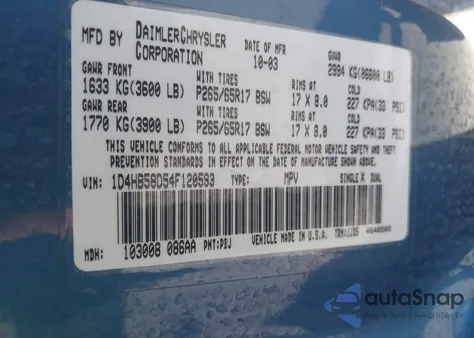 MFD BY DAIMLERCHRYSLER CORPORATION DATE OF MFR 10-03 GVWR 2994 KG(06600 LB)
GAWR FRONT WITH TIRES RIMS AT COLD
1633 KG(3600 LB) P265/65R17 BSW 17 X 8.0 227 KPA(33 PSI)
GAWR REAR WITH TIRES RIMS AT COLD
1770 KG(3900 LB) P265/65R17 BSW 17 X 8.0 227 KPA(33 PSI)
THIS VEHICLE CONFORMS TO ALL APPLICABLE FEDERAL MOTOR VEHICLE SAFETY AND
THEFT PREVENTION STANDARDS IN EFFECT ON THE DATE OF MANUFACTURE SHOWN ABOVE.
VIN: 1D4HB58D54F120593 TYPE: MPV SINGLE X DUAL
MDH: 103008 086AA PNT:PBJ VEHICLE MADE IN U.S.A. TRM:JJD5
autoSnap